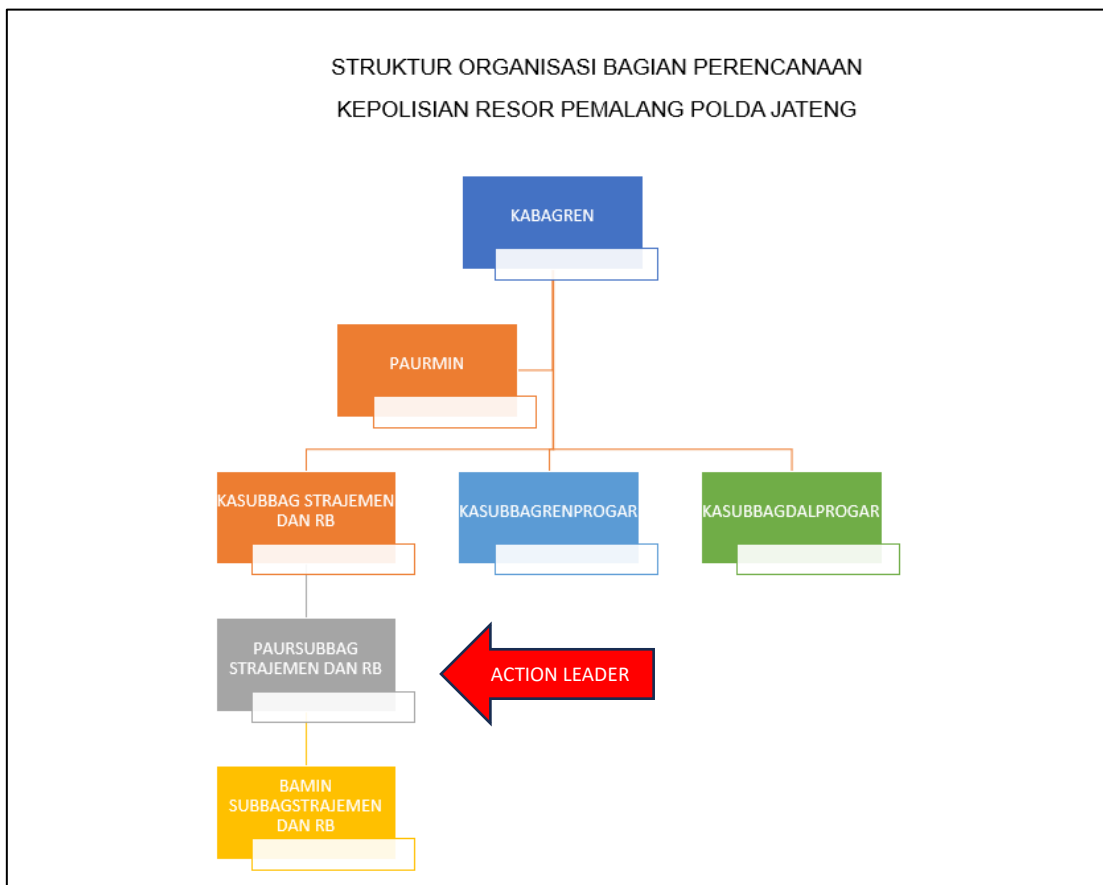 STRUKTUR ORGANISASI BAGIAN PERENCANAAN
KEPOLISIAN RESOR PEMALANG POLDA JATENG
KABAGREN
PAURMIN
KASUBBAG STRAJEMEN
DAN RB
KASUBBAGRENPROGAR
KASUBBAGDALPROGAR
PAURSUBBAG
STRAJEMEN DAN RB
ACTION LEADER
BAMIN
SUBBAGSTRAJEMEN
DAN RB